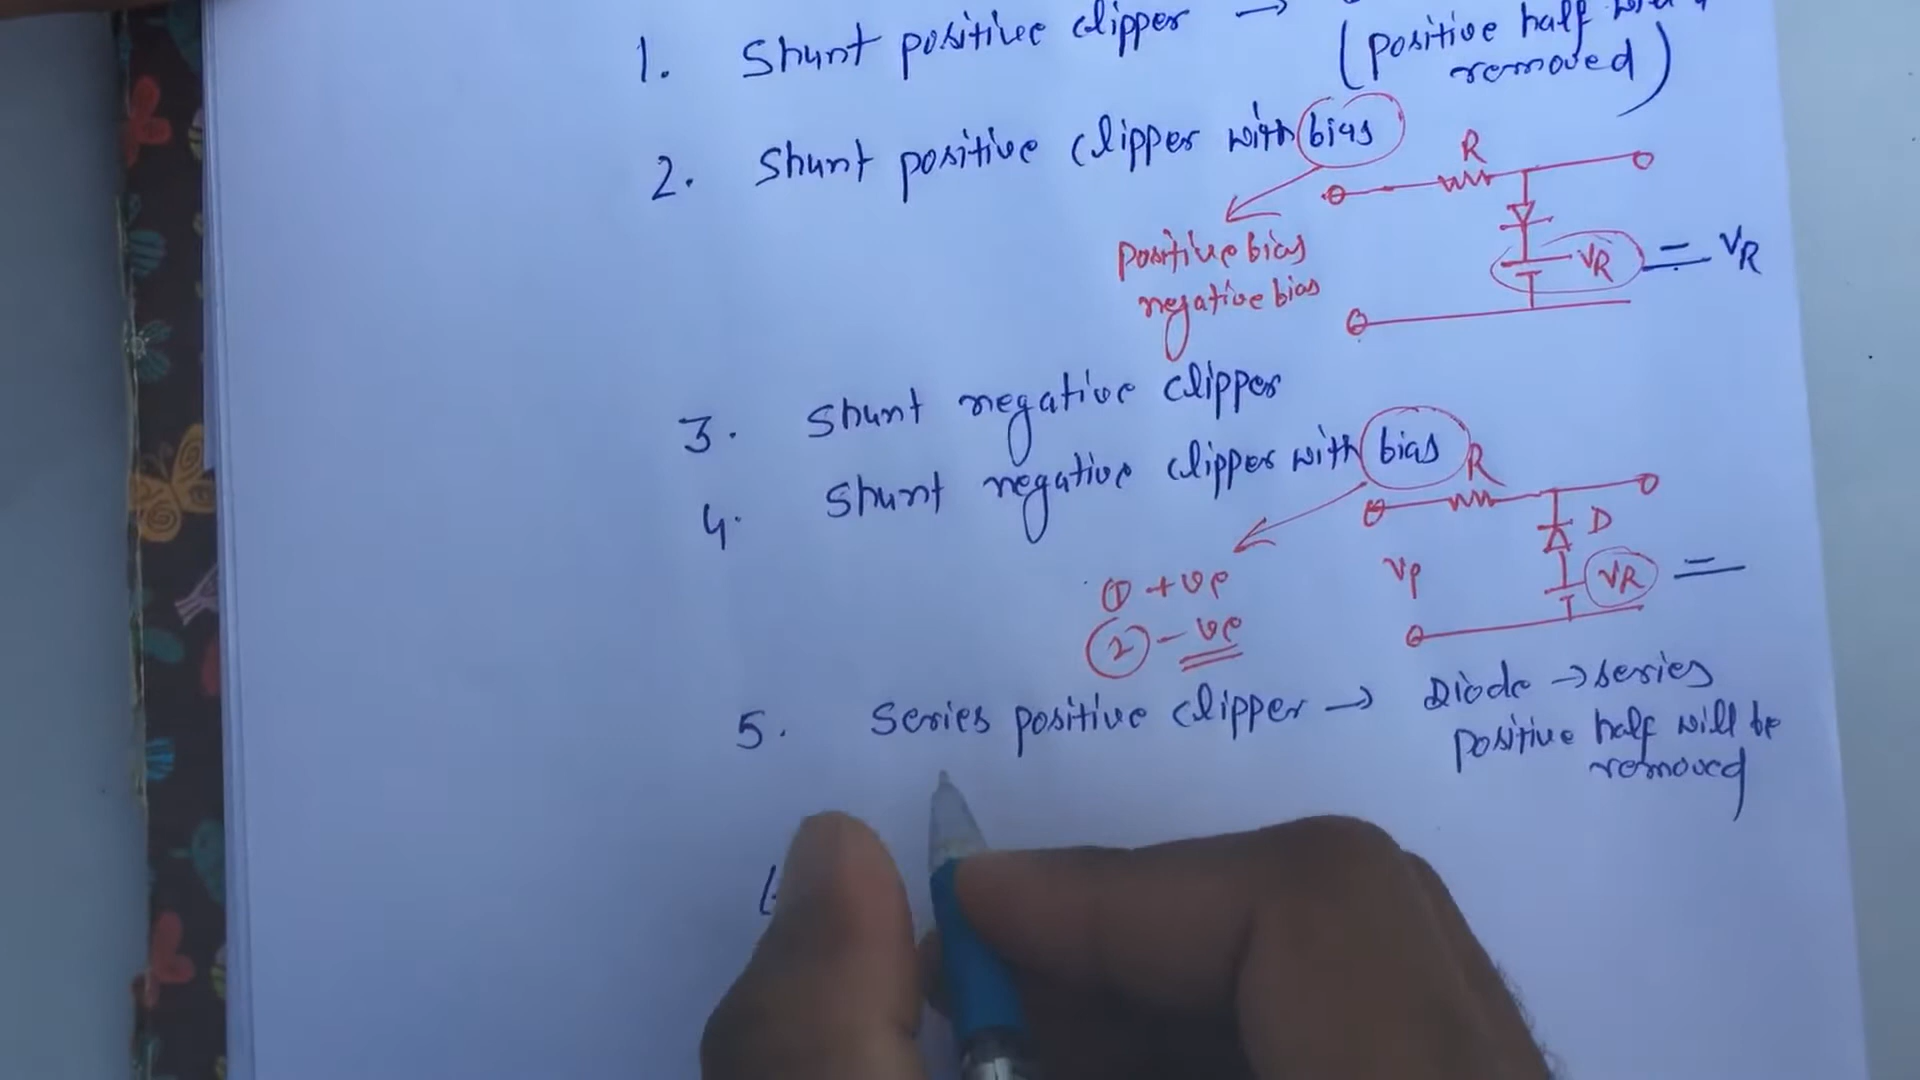 1. Shunt positive clipper →
(positive half
removed)
2. Shunt positive clipper with bias
R
positive bias
negative bias
VR = VR
3. Shunt negative clipper
4. Shunt negative clipper with bias
R
D
① +ve
② -ve
Vp
VR =
5. Series positive clipper → Diode → series
positive half will be
removed